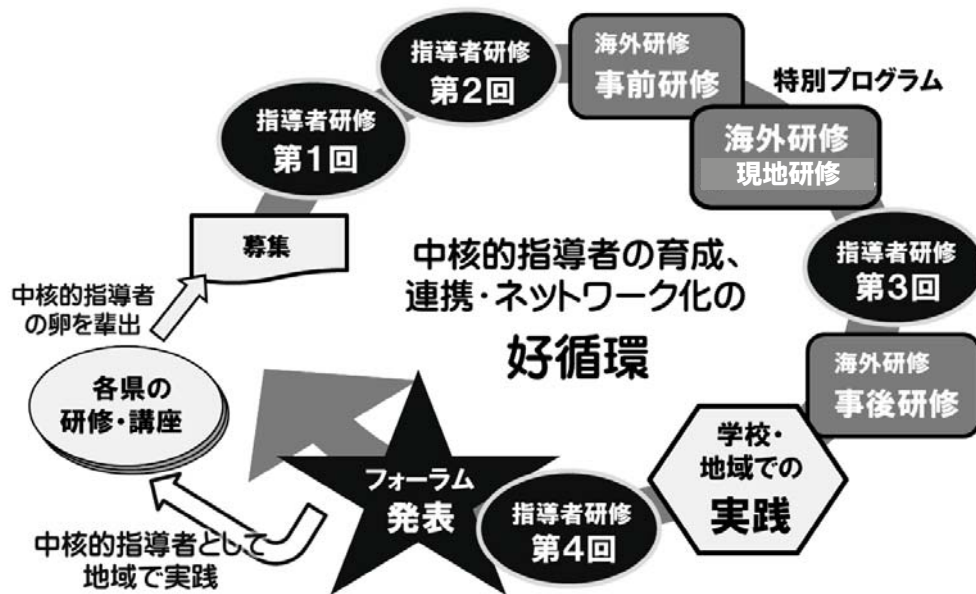 指導者研修
第1回
指導者研修
第2回
海外研修
事前研修
特別プログラム
海外研修
現地研修
指導者研修
第3回
海外研修
事後研修
学校・
地域での
実践
指導者研修
第4回
フォーラム
発表
中核的指導者として
地域で実践
各県の
研修・講座
中核的指導者
の卵を輩出
募集
中核的指導者の育成、
連携・ネットワーク化の
好循環